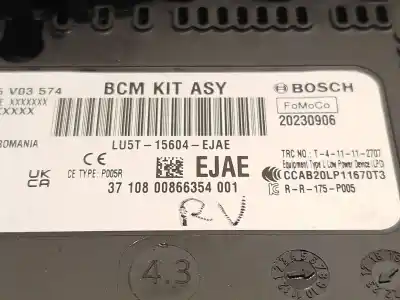 V03 574
BCM KIT ASY
BOSCH
XXXXXXX
XXXXX
FoMoCo
20230906
ROMANIA
LU5T-15604-EJAE
TRC NO : T-4-11-11-2707
Equipment Type : Low Power Device (LPD)
CE
CE TYPE: P005R
EJAE
CCAB20LP11670T3
UK
CA
37 108 00866354 001
R-R-175-P005
RV
4.3